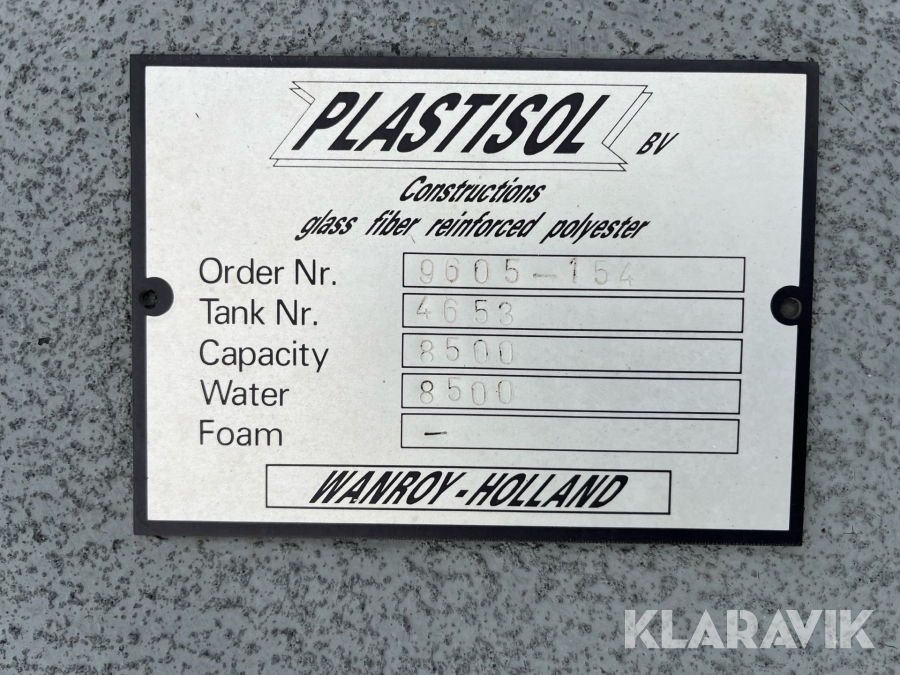 PLASTISOL BV
Constructions
glass fiber reinforced polyester
Order Nr. 9605-154
Tank Nr. 4653
Capacity 8500
Water 8500
Foam -
WANROY-HOLLAND
KLARAVIK